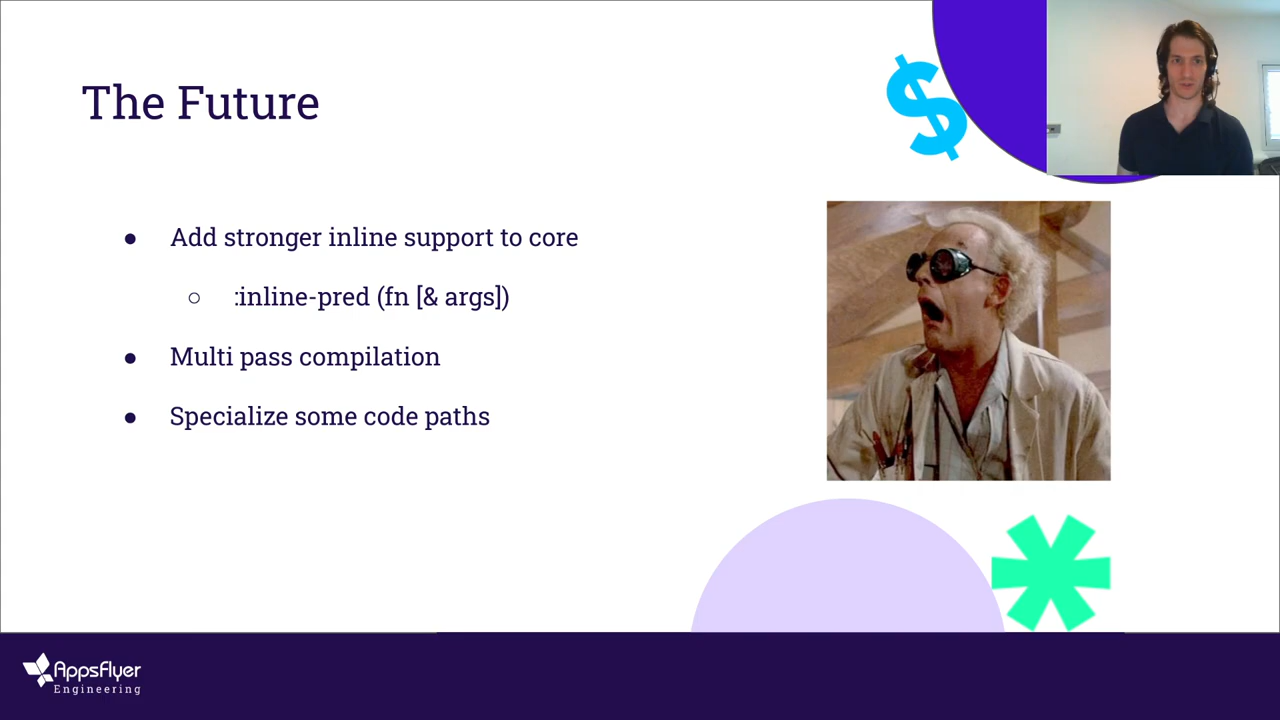 The Future
$
● Add stronger inline support to core
○ :inline-pred (fn [& args])
● Multi pass compilation
● Specialize some code paths
AppsFlyer
Engineering